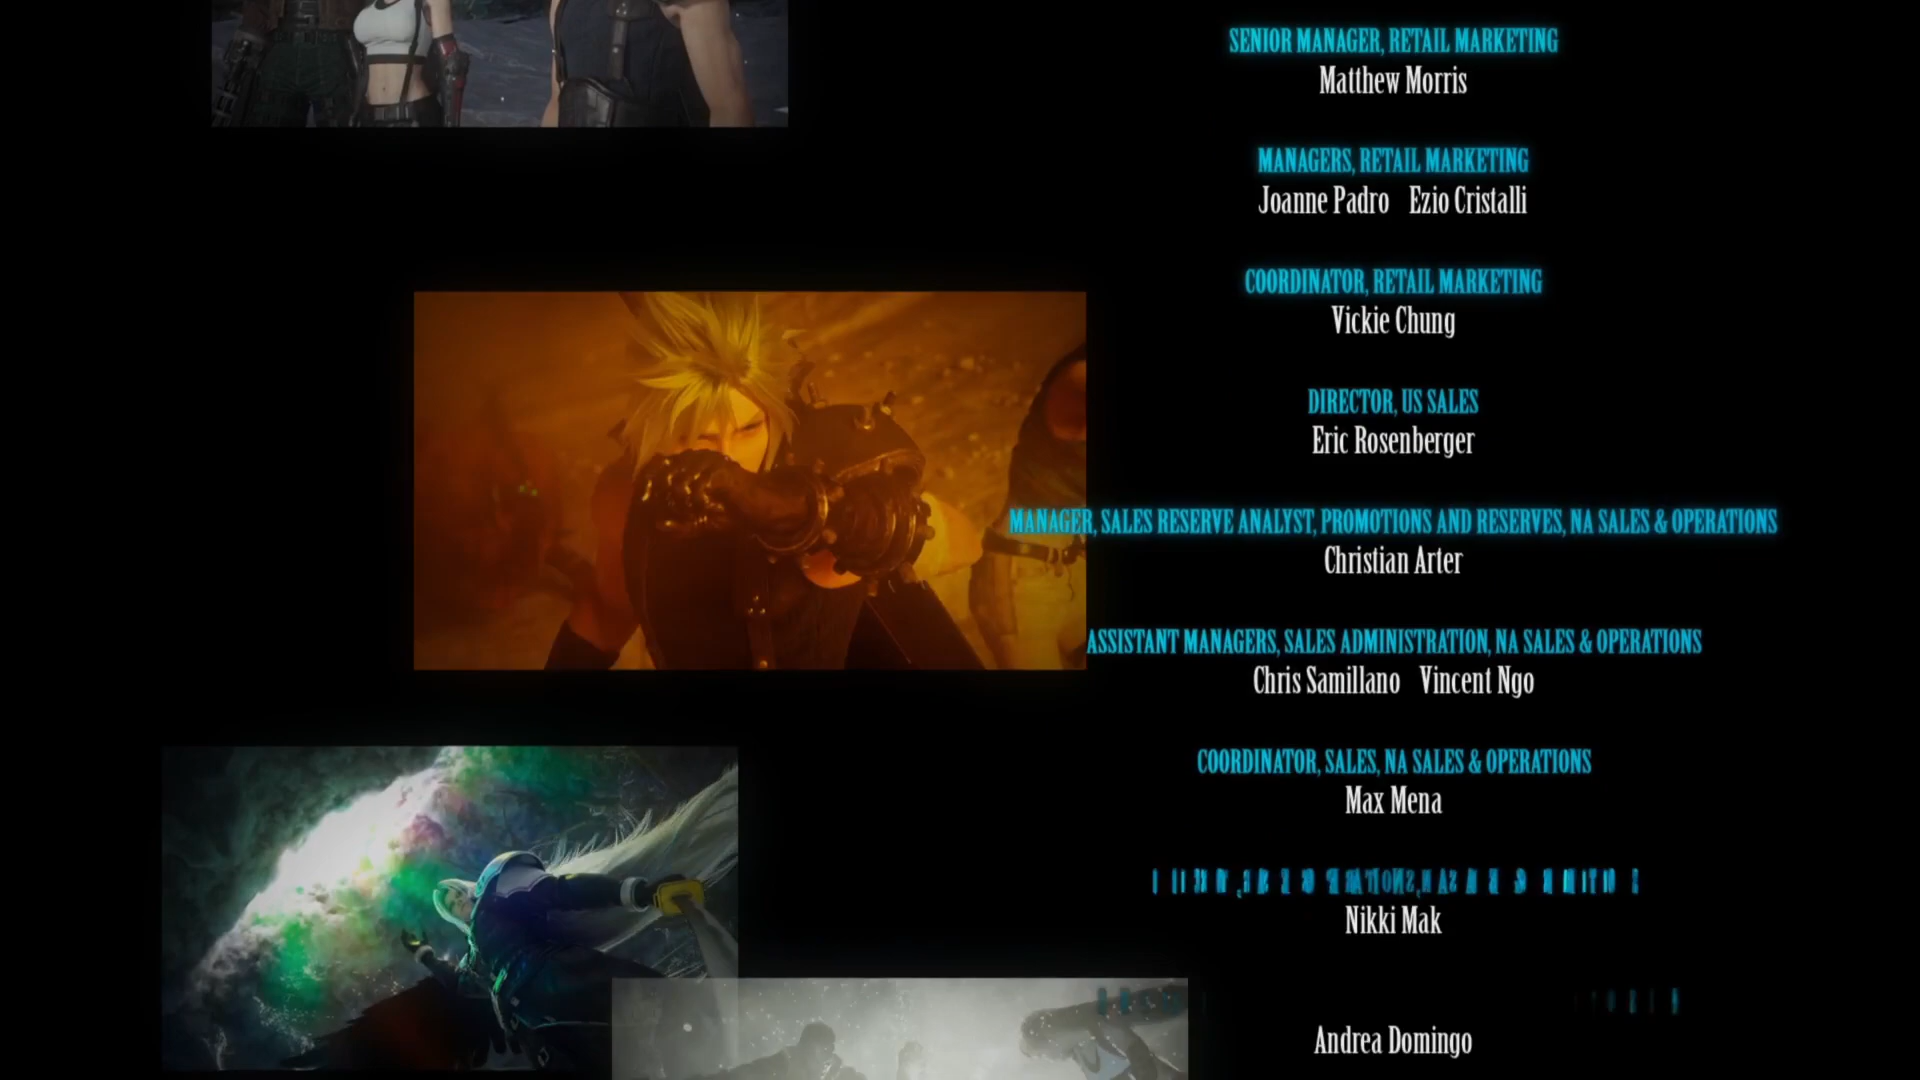 SENIOR MANAGER, RETAIL MARKETING
Matthew Morris
MANAGERS, RETAIL MARKETING
Joanne Padro Ezio Cristalli
COORDINATOR, RETAIL MARKETING
Vickie Chung
DIRECTOR, US SALES
Eric Rosenberger
MANAGER, SALES RESERVE ANALYST, PROMOTIONS AND RESERVES, NA SALES & OPERATIONS
Christian Arter
ASSISTANT MANAGERS, SALES ADMINISTRATION, NA SALES & OPERATIONS
Chris Samillano Vincent Ngo
COORDINATOR, SALES, NA SALES & OPERATIONS
Max Mena
Nikki Mak
Andrea Domingo